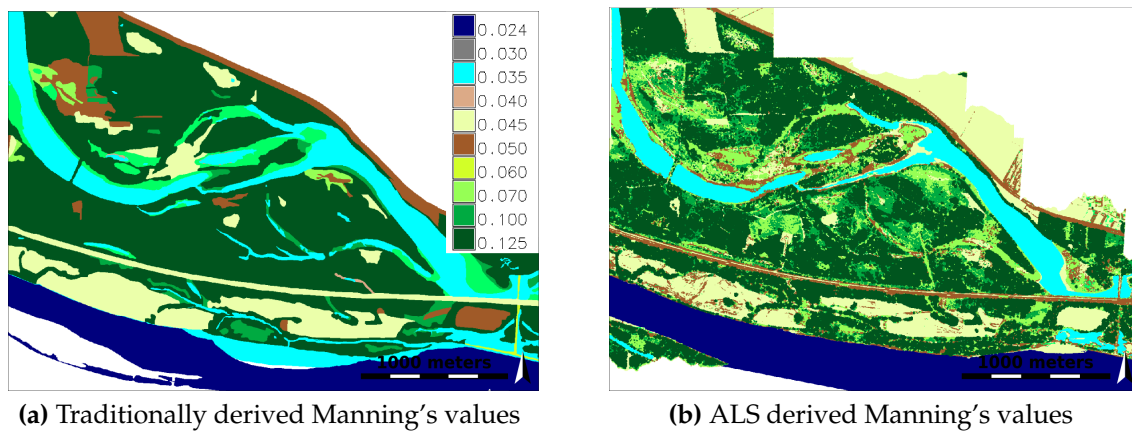 0.024
0.030
0.035
0.040
0.045
0.050
0.060
0.070
0.100
0.125
1000 meters
1000 meters
(a) Traditionally derived Manning's values
(b) ALS derived Manning's values